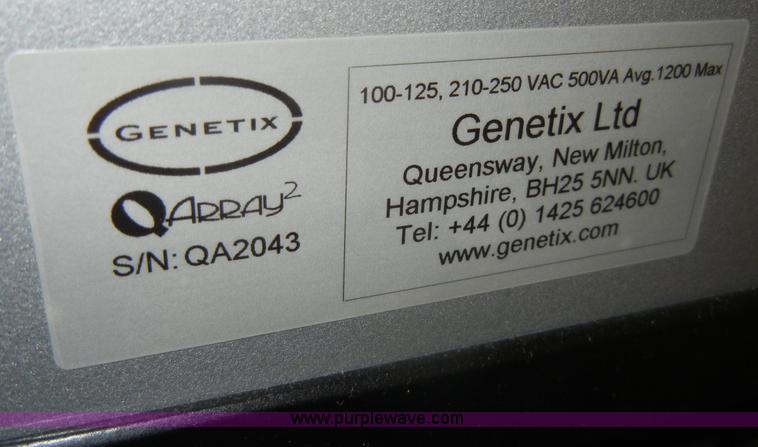 GENETIX
QARRAY²
S/N: QA2043
100-125, 210-250 VAC 500VA Avg.1200 Max
Genetix Ltd
Queensway, New Milton,
Hampshire, BH25 5NN. UK
Tel: +44 (0) 1425 624600
www.genetix.com
www.purplewave.com